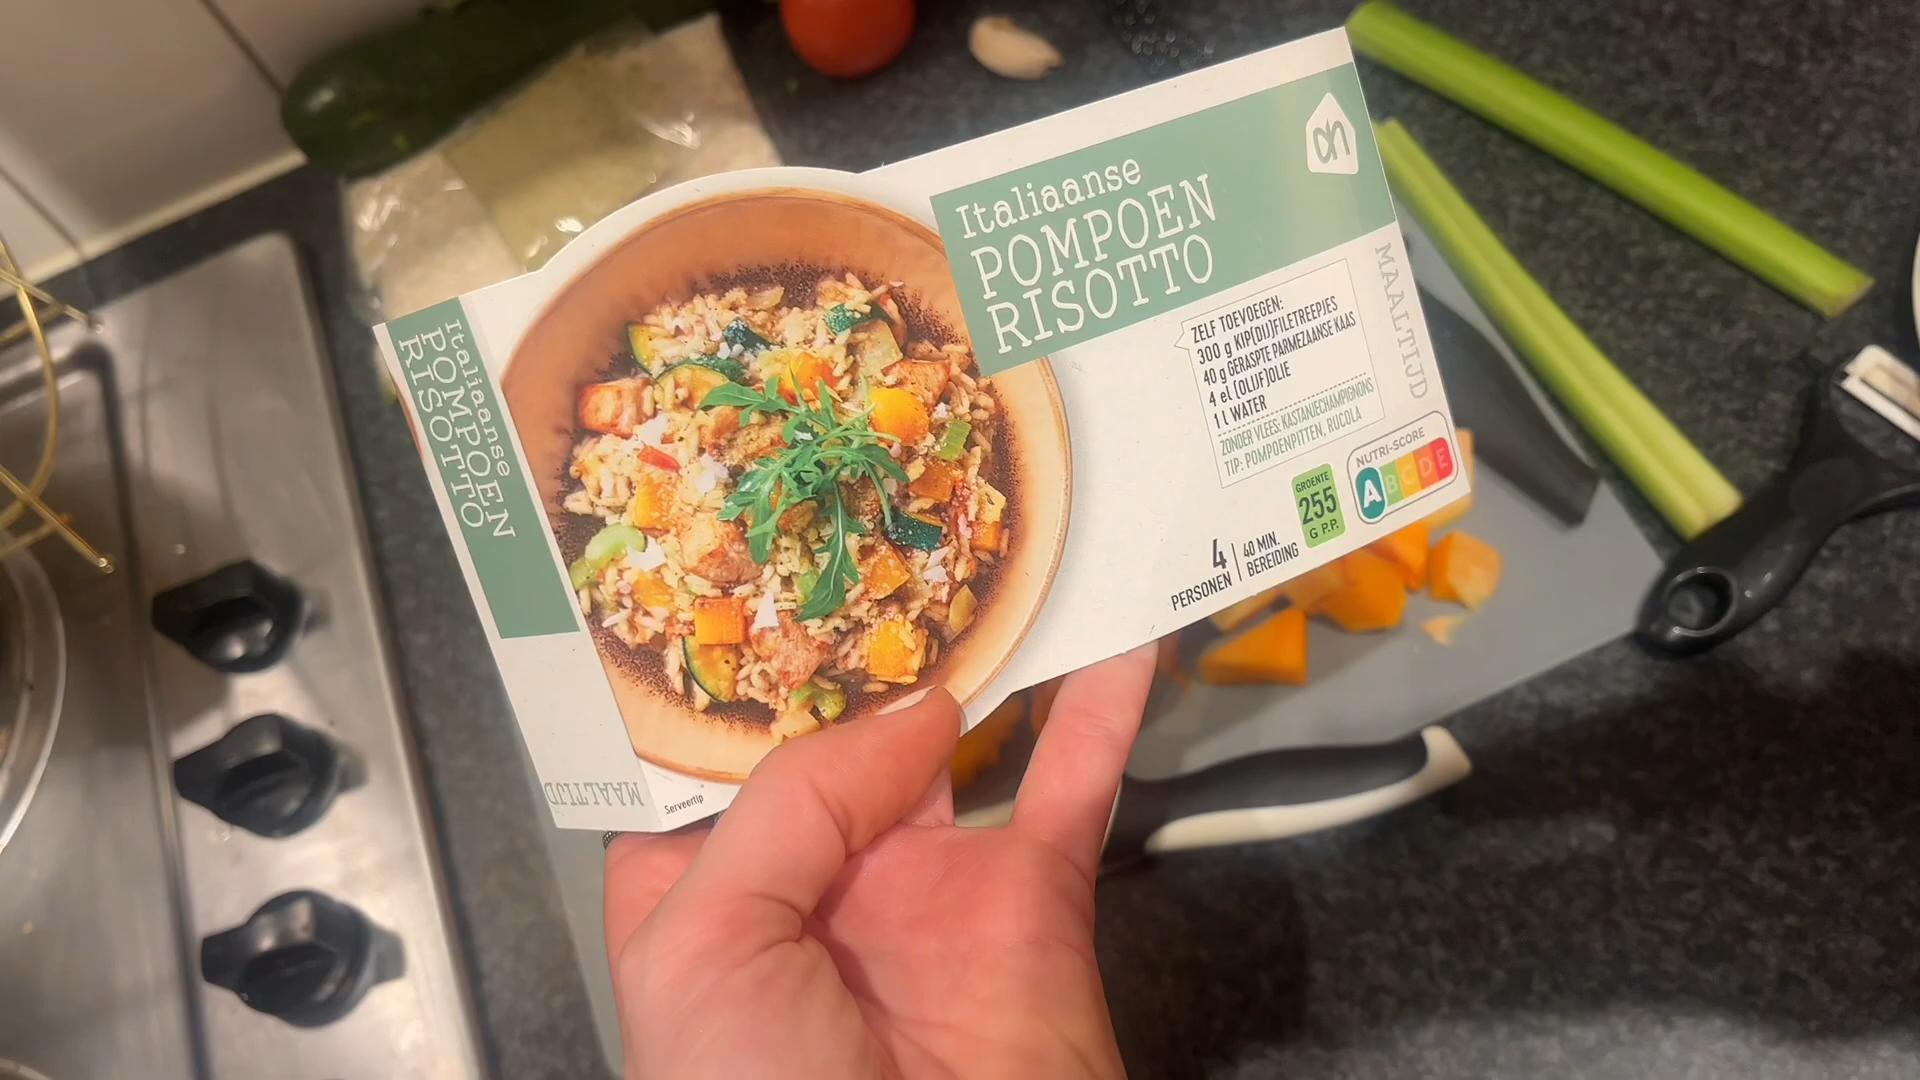 Italiaanse
POMPOEN
RISOTTO
ah
MAALTIJD
ZELF TOEVOEGEN:
300 g KIP(DIJ)FILETREEPJES
40 g GERASPTE PARMEZAANSE KAAS
4 el (OLIJF)OLIE
1 l WATER
ZONDER VLEES: KASTANJECHAMPIGNONS
TIP: POMPOENPITTEN, RUCOLA
NUTRI-SCORE
A B C D E
GROENTE
255
G P.P.
4
PERSONEN
40 MIN.
BEREIDING
Serveertip
Italiaanse
POMPOEN
RISOTTO
MAALTIJD